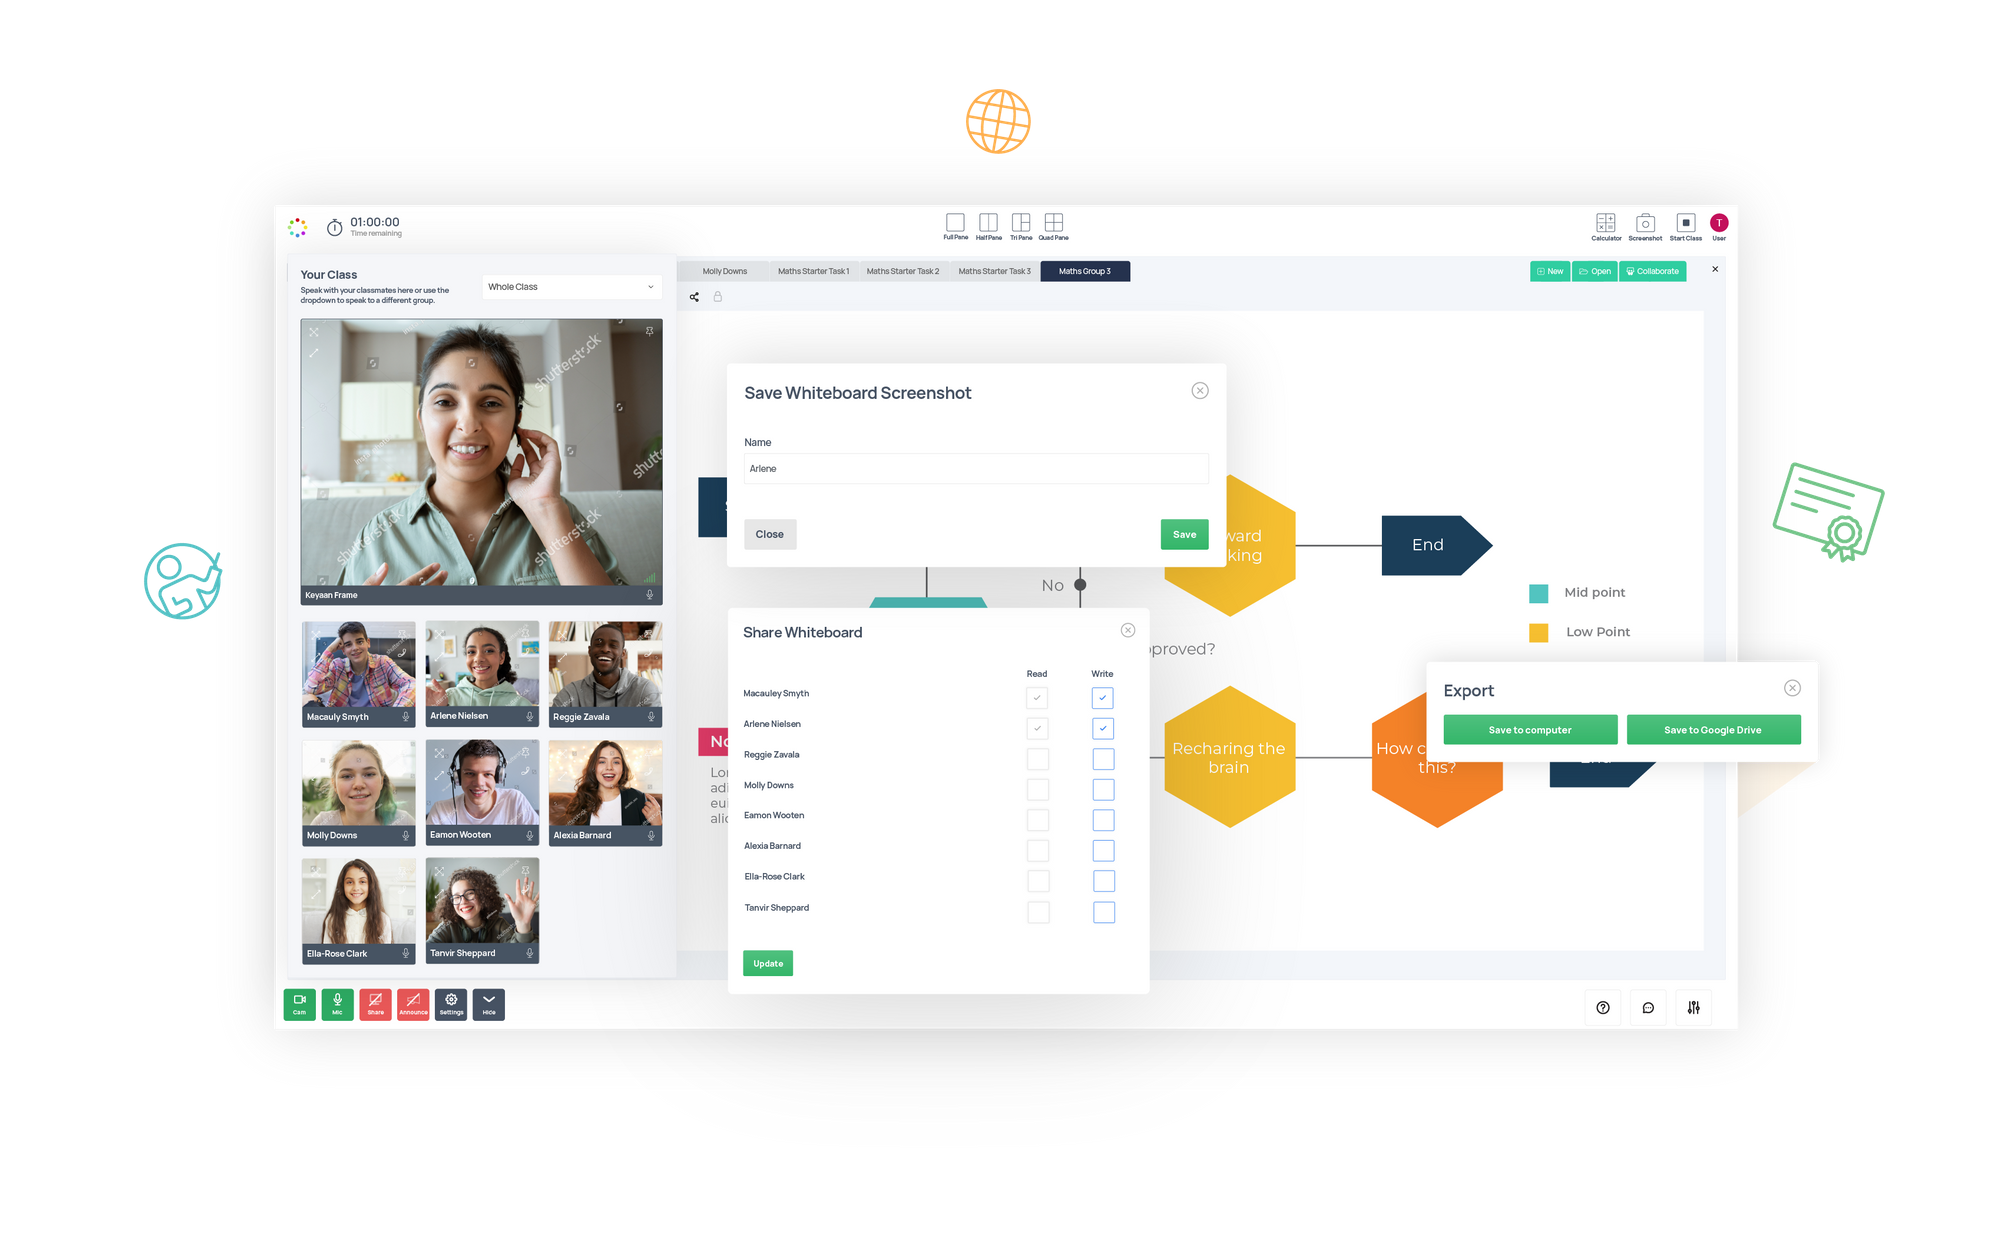 01:00:00
Time remaining
Full Pane
Half Pane
Tri Pane
Quad Pane
Calculator
Screenshot
Start Class
T
User
Your Class
Speak with your classmates here or use the
dropdown to speak to a different group.
Whole Class
Molly Downs
Maths Starter Task 1
Maths Starter Task 2
Maths Starter Task 3
Maths Group 3
New
Open
Collaborate
shutterstock
shutterstock
shutterstock
Keyaan Frame
Macauly Smyth
Arlene Nielsen
Reggie Zavala
Molly Downs
Eamon Wooten
Alexia Barnard
Ella-Rose Clark
Tanvir Sheppard
Save Whiteboard Screenshot
Name
Arlene
Close
Save
ward
king
End
No
Mid point
Low Point
Share Whiteboard
Read
Write
Macauley Smyth
Arlene Nielsen
Reggie Zavala
Molly Downs
Eamon Wooten
Alexia Barnard
Ella-Rose Clark
Tanvir Sheppard
Update
proved?
Recharing the
brain
How c
this?
Export
Save to computer
Save to Google Drive
Cam
Mic
Share
Announce
Settings
Hide